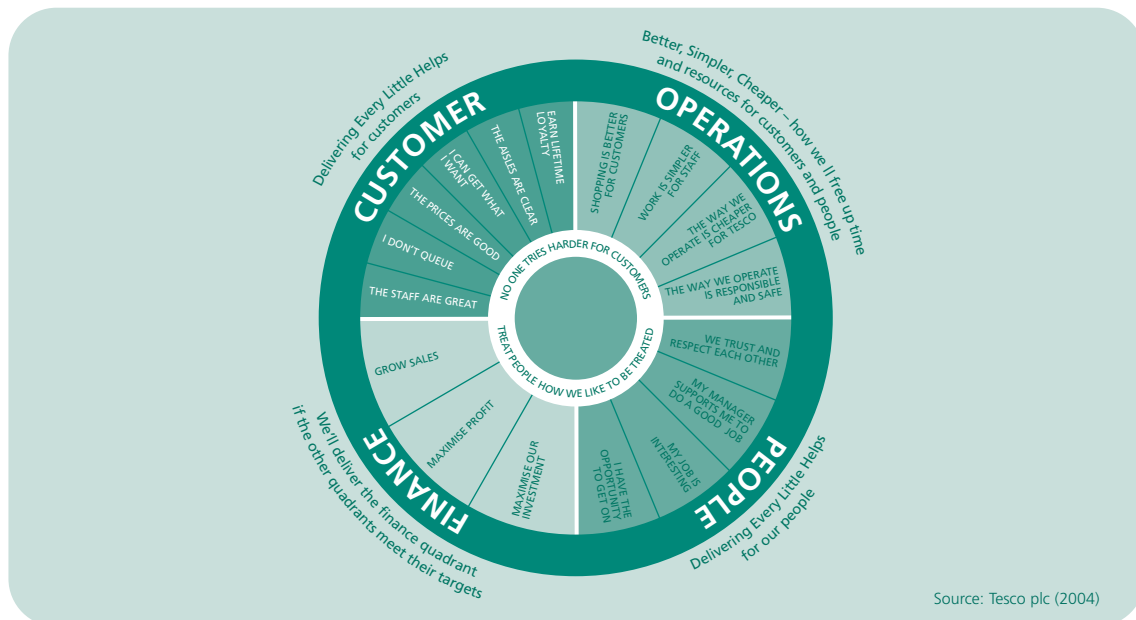 Delivering Every Little Helps
for customers
CUSTOMER
EARN LIFETIME
LOYALTY
THE AISLES ARE CLEAR
I CAN GET WHAT
I WANT
THE PRICES ARE GOOD
I DON'T QUEUE
THE STAFF ARE GREAT
Better, Simpler, Cheaper – how we ll free up time
and resources for customers and people
OPERATIONS
SHOPPING IS BETTER
FOR CUSTOMERS
WORK IS SIMPLER
FOR STAFF
THE WAY WE
OPERATE IS CHEAPER
FOR TESCO
THE WAY WE OPERATE
IS RESPONSIBLE
AND SAFE
NO ONE TRIES HARDER FOR CUSTOMERS
TREAT PEOPLE HOW WE LIKE TO BE TREATED
WE TRUST AND
RESPECT EACH OTHER
MY MANAGER
SUPPORTS ME TO
DO A GOOD JOB
MY JOB IS
INTERESTING
I HAVE THE
OPPORTUNITY
TO GET ON
PEOPLE
Delivering Every Little Helps
for our people
GROW SALES
MAXIMISE PROFIT
MAXIMISE OUR
INVESTMENT
FINANCE
We'll deliver the finance quadrant
if the other quadrants meet their targets
Source: Tesco plc (2004)